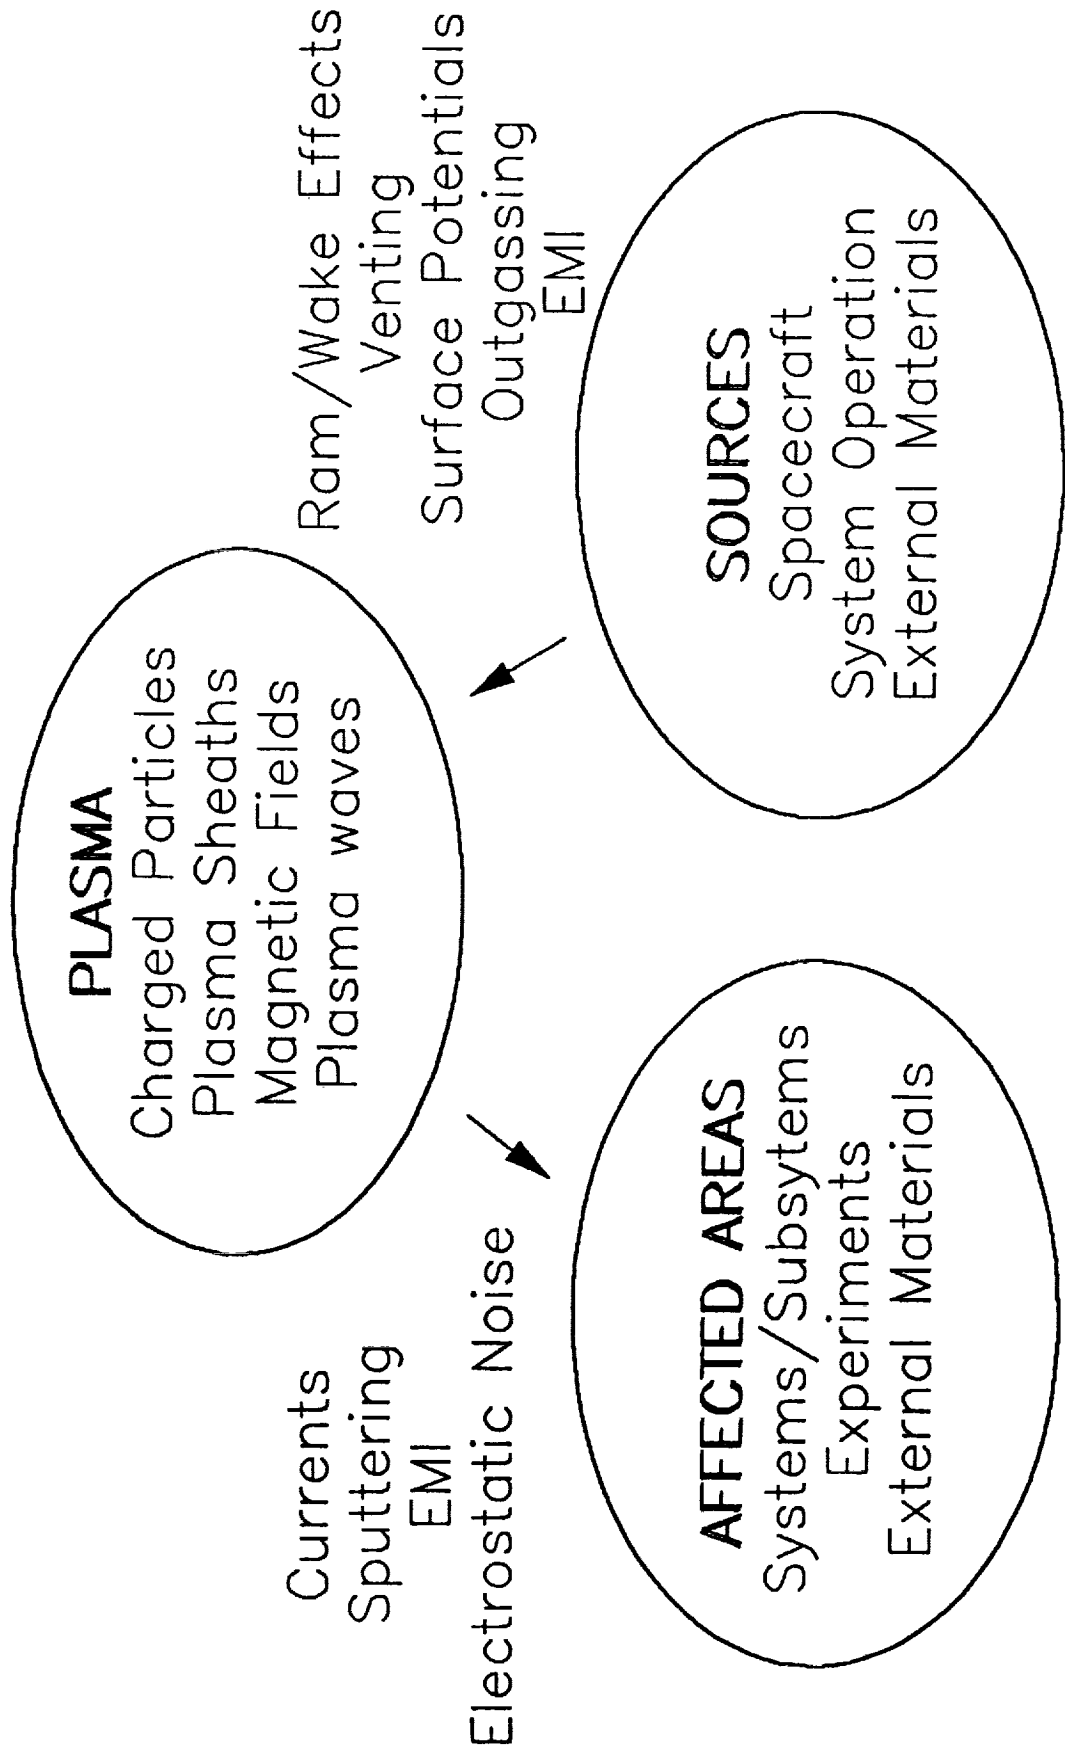 PLASMA
Charged Particles
Plasma Sheaths
Magnetic Fields
Plasma waves
Currents
Sputtering
EMI
Electrostatic Noise
Ram/Wake Effects
Venting
Surface Potentials
Outgassing
EMI
AFFECTED AREAS
Systems/Subsytems
Experiments
External Materials
SOURCES
Spacecraft
System Operation
External Materials